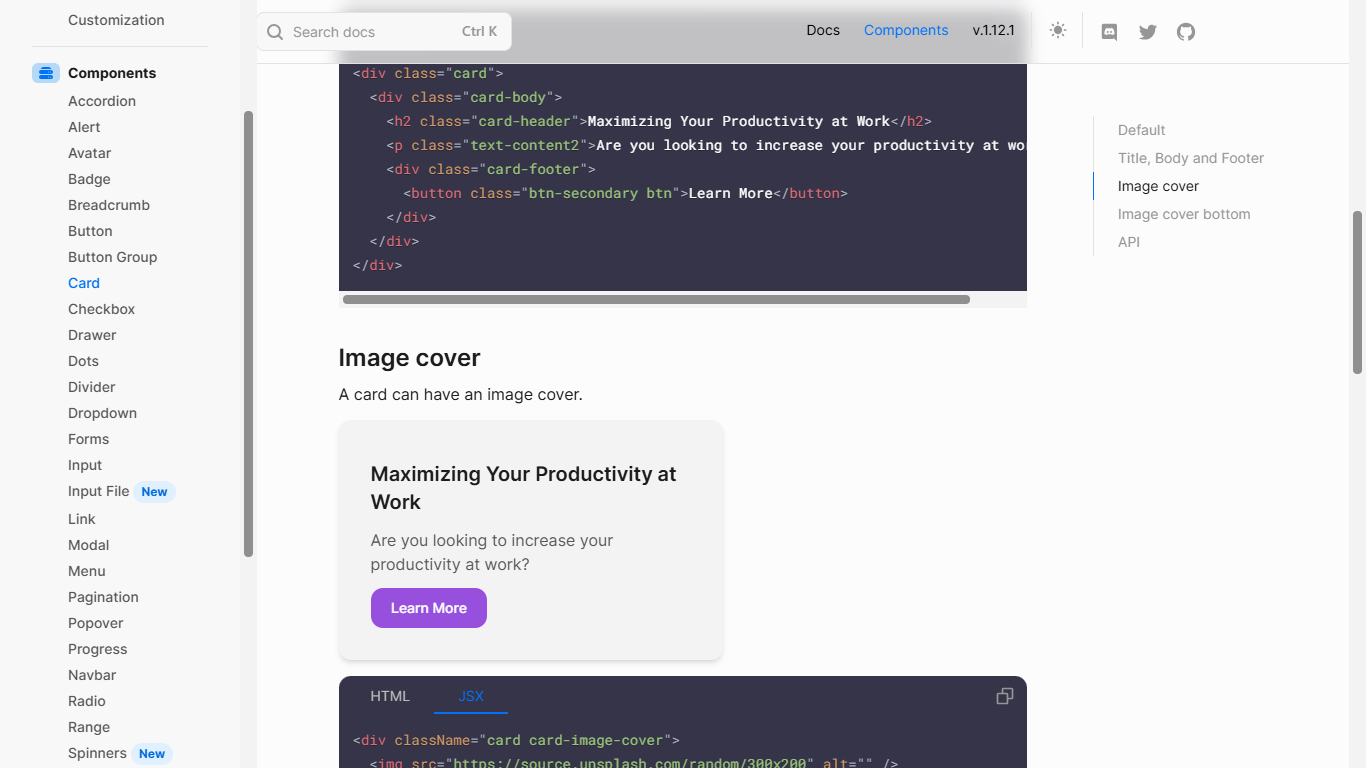 Customization
Components
Accordion
Alert
Avatar
Badge
Breadcrumb
Button
Button Group
Card
Checkbox
Drawer
Dots
Divider
Dropdown
Forms
Input
Input File New
Link
Modal
Menu
Pagination
Popover
Progress
Navbar
Radio
Range
Spinners New
Search docs Ctrl K
Docs Components v.1.12.1
<div class="card">
<div class="card-body">
<h2 class="card-header">Maximizing Your Productivity at Work</h2>
<p class="text-content2">Are you looking to increase your productivity at wo
<div class="card-footer">
<button class="btn-secondary btn">Learn More</button>
</div>
</div>
</div>
Image cover
A card can have an image cover.
Maximizing Your Productivity at
Work
Are you looking to increase your
productivity at work?
Learn More
HTML JSX
<div className="card card-image-cover">
<img src="https://source.unsplash.com/random/300x200" alt="" />
Default
Title, Body and Footer
Image cover
Image cover bottom
API